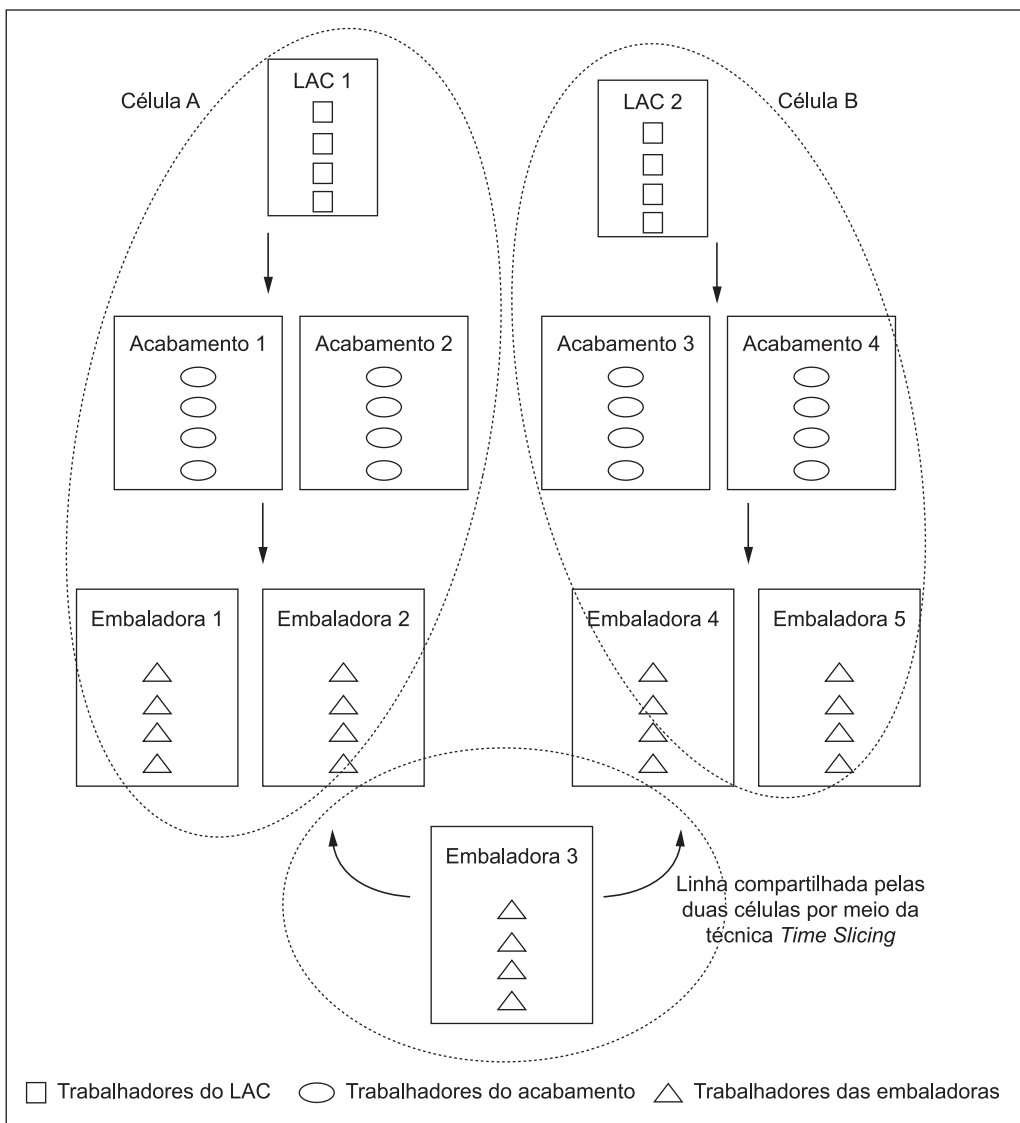 LAC 1
Célula A
LAC 2
Célula B
Acabamento 1
Acabamento 2
Acabamento 3
Acabamento 4
Embaladora 1
Embaladora 2
Embaladora 4
Embaladora 5
Embaladora 3
Linha compartilhada pelas
duas células por meio da
técnica Time Slicing
Trabalhadores do LAC
Trabalhadores do acabamento
Trabalhadores das embaladoras